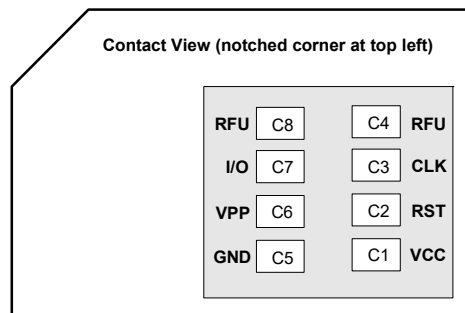 Contact View (notched corner at top left)
RFU C8 C4 RFU
I/O C7 C3 CLK
VPP C6 C2 RST
GND C5 C1 VCC